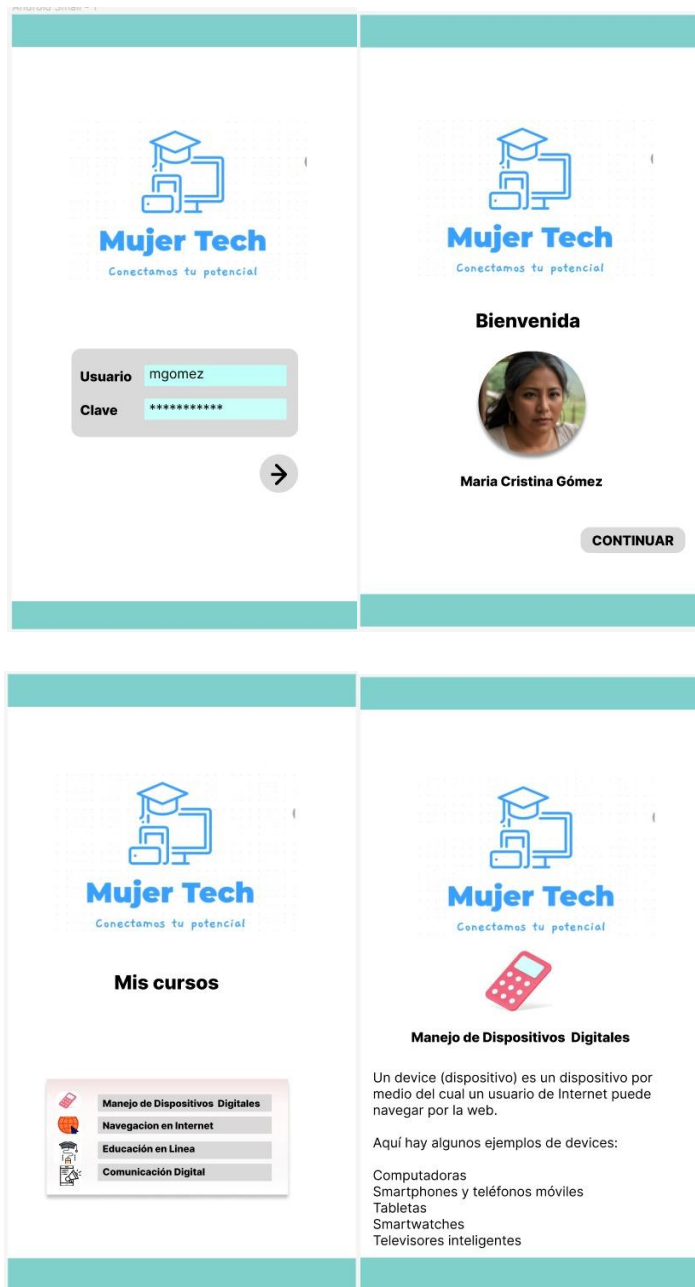 Android Small - 1
Mujer Tech
Conectamos tu potencial
Usuario mgomez
Clave ***********
Mujer Tech
Conectamos tu potencial
Bienvenida
Maria Cristina Gómez
CONTINUAR
Mujer Tech
Conectamos tu potencial
Mis cursos
Manejo de Dispositivos Digitales
Navegacion en Internet
Educación en Linea
Comunicación Digital
Mujer Tech
Conectamos tu potencial
Manejo de Dispositivos Digitales
Un device (dispositivo) es un dispositivo por
medio del cual un usuario de Internet puede
navegar por la web.
Aquí hay algunos ejemplos de devices:
Computadoras
Smartphones y teléfonos móviles
Tabletas
Smartwatches
Televisores inteligentes